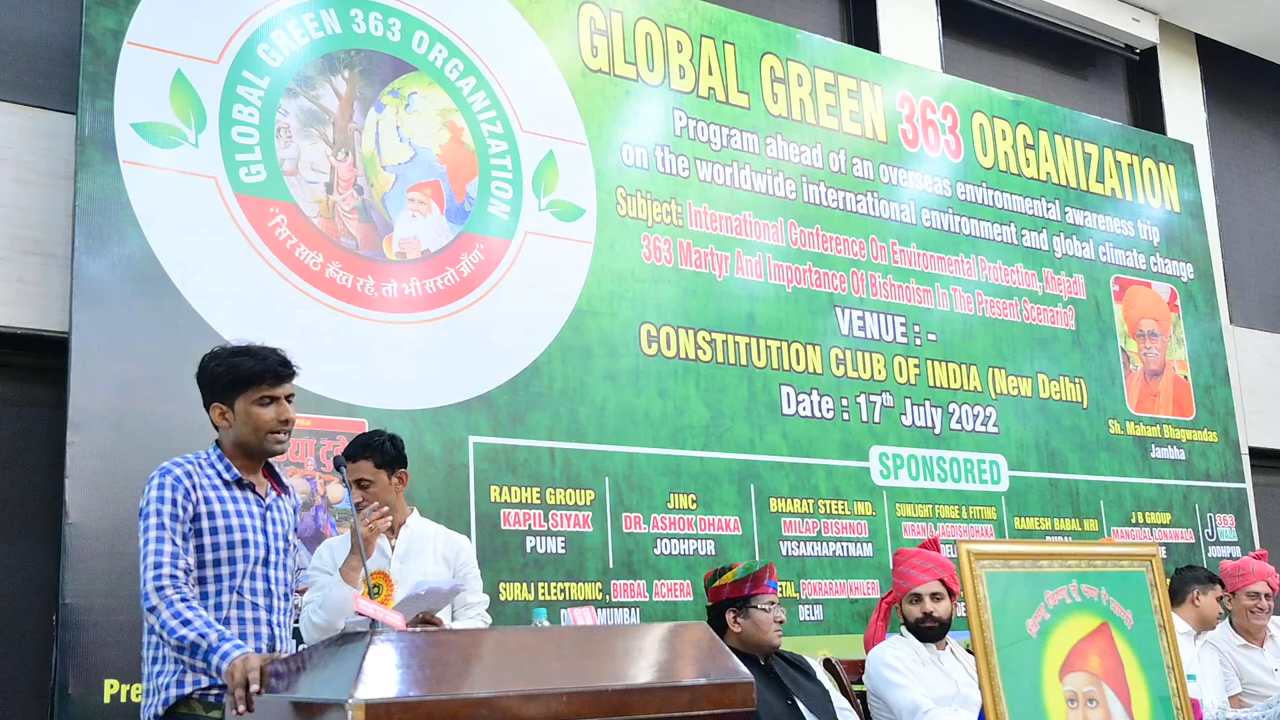 GLOBAL GREEN 363 ORGANIZATION
"सिर सांठे रूँख रहे, तो भी सस्तो जाँण"
GLOBAL GREEN 363 ORGANIZATION
Program ahead of an overseas environmental awareness trip
on the worldwide international environment and global climate change
Subject: International Conference On Environmental Protection, Khejadli
363 Martyr And Importance Of Bishnoism In The Present Scenario?
VENUE : -
CONSTITUTION CLUB OF INDIA (New Delhi)
Date : 17th July 2022
Sh. Mahant Bhagwandas
Jambha
SPONSORED
RADHE GROUP
KAPIL SIYAK
PUNE
JINC
DR. ASHOK DHAKA
JODHPUR
BHARAT STEEL IND.
MILAP BISHNOI
VISAKHAPATNAM
SUNLIGHT FORGE & FITTING
KIRAN & JAGDISH DHAKA
RAMESH BABAL NRI
J B GROUP
MANGILAL LONAWALA
J 363
WALA
JODHPUR
SURAJ ELECTRONIC , BIRBAL ACHERA
MUMBAI
POKRARAM KHILERI
DELHI
Pre